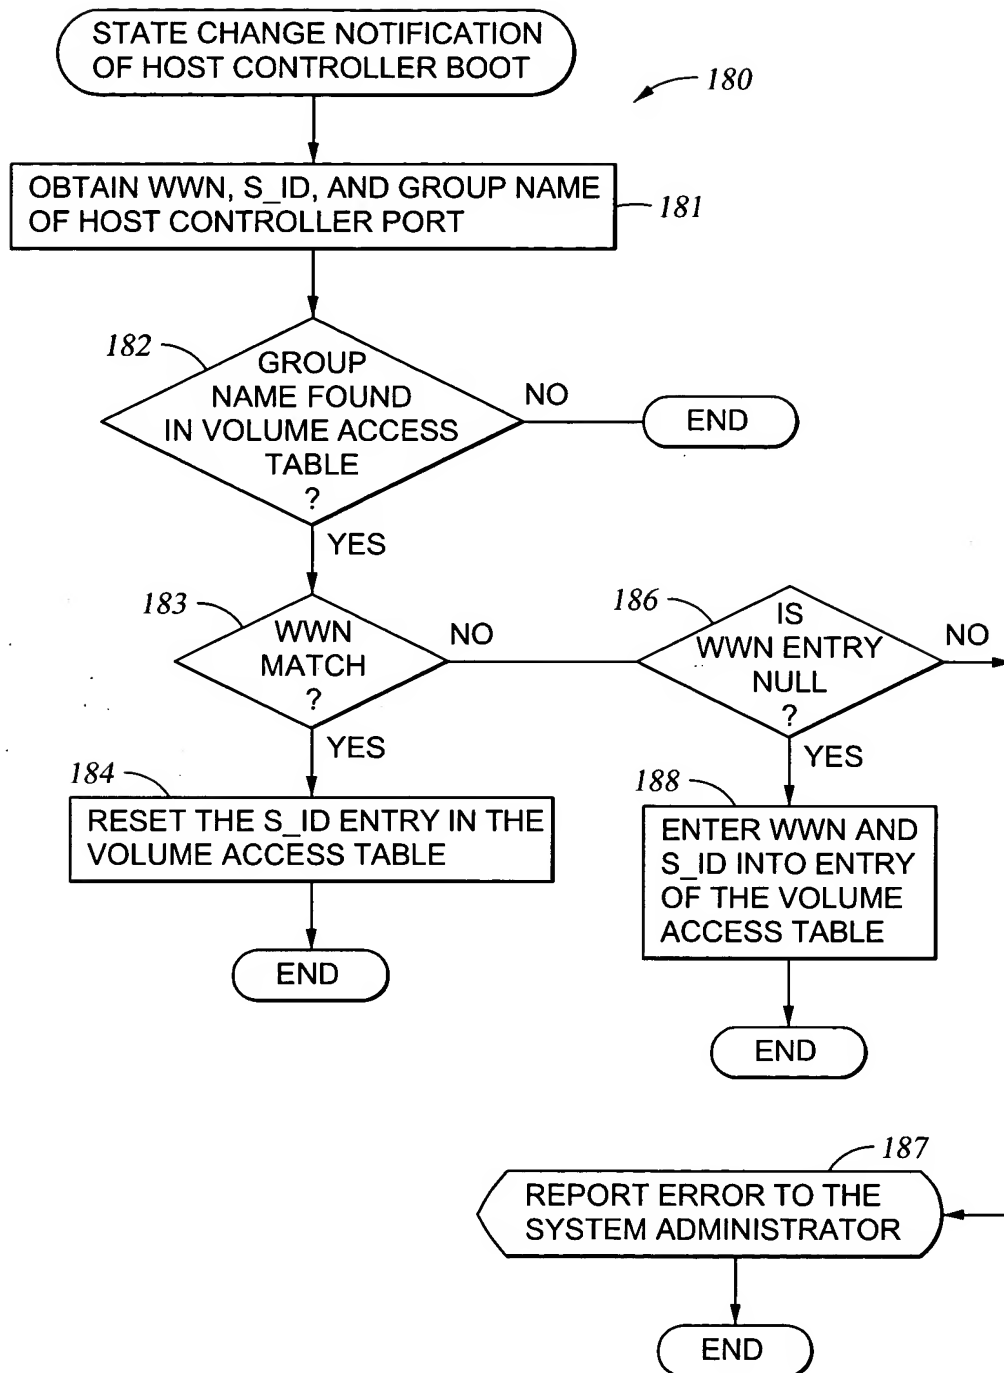 STATE CHANGE NOTIFICATION
OF HOST CONTROLLER BOOT
180
OBTAIN WWN, S_ID, AND GROUP NAME
OF HOST CONTROLLER PORT
181
182
GROUP
NAME FOUND
IN VOLUME ACCESS
TABLE
?
NO
END
YES
183
WWN
MATCH
?
NO
186
IS
WWN ENTRY
NULL
?
NO
YES
YES
184
RESET THE S_ID ENTRY IN THE
VOLUME ACCESS TABLE
188
ENTER WWN AND
S_ID INTO ENTRY
OF THE VOLUME
ACCESS TABLE
END
END
187
REPORT ERROR TO THE
SYSTEM ADMINISTRATOR
END